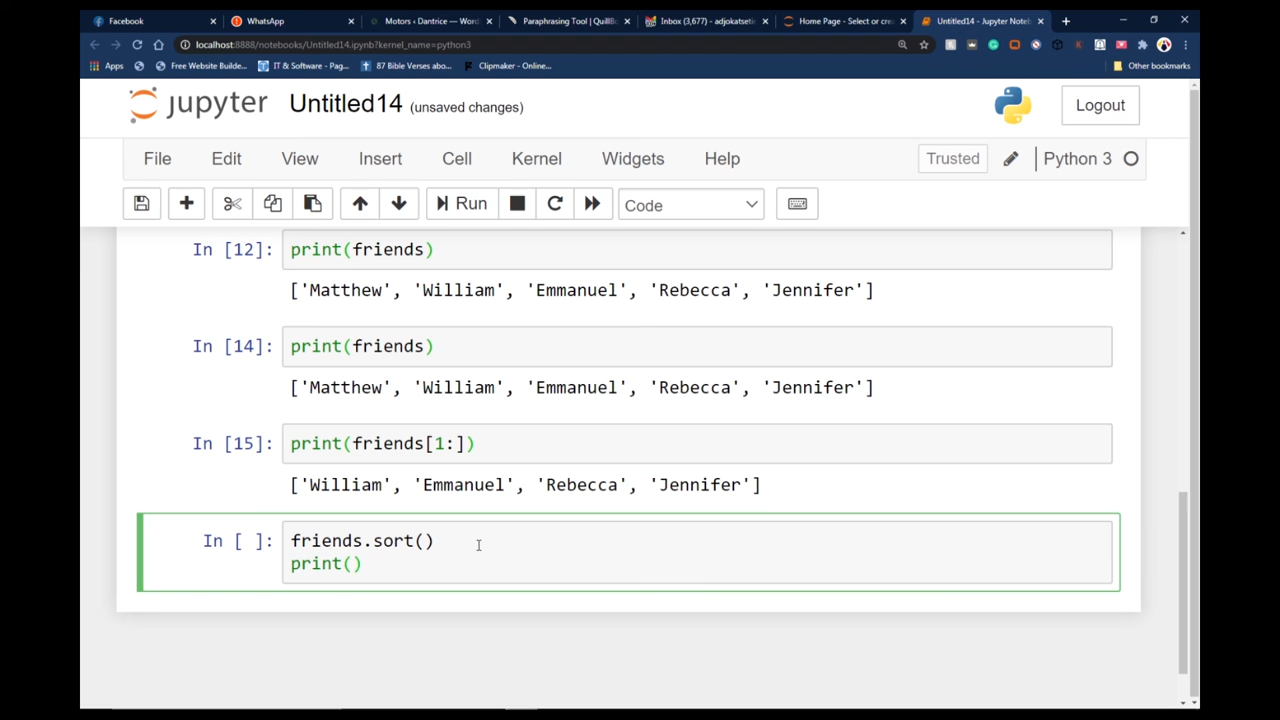 Facebook
WhatsApp
Motors ‹ Dantrice — Word
Paraphrasing Tool | QuillBo
Inbox (3,677) - adjokatseti
Home Page - Select or cre
Untitled14 - Jupyter Noteb
localhost:8888/notebooks/Untitled14.ipynb?kernel_name=python3
Apps
Free Website Builde...
IT & Software - Pag...
87 Bible Verses abo...
Clipmaker - Online...
Other bookmarks
jupyter Untitled14 (unsaved changes)
Logout
File Edit View Insert Cell Kernel Widgets Help
Trusted
Python 3
Run
Code
In [12]: print(friends)
['Matthew', 'William', 'Emmanuel', 'Rebecca', 'Jennifer']
In [14]: print(friends)
['Matthew', 'William', 'Emmanuel', 'Rebecca', 'Jennifer']
In [15]: print(friends[1:])
['William', 'Emmanuel', 'Rebecca', 'Jennifer']
In [ ]: friends.sort()
print()